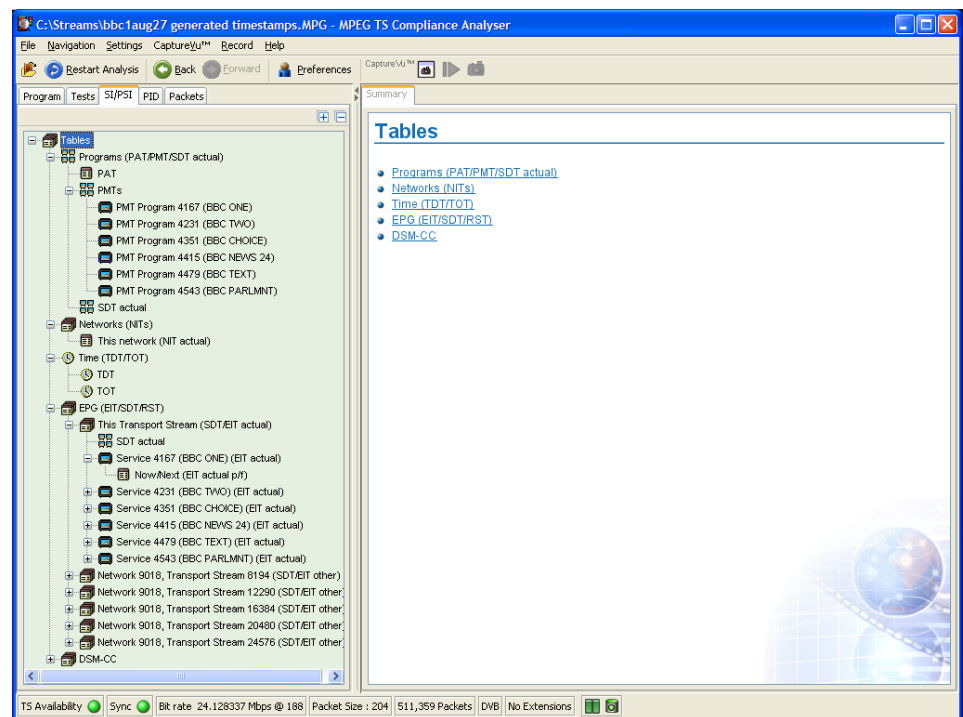 C:\Streams\bbc1aug27 generated timestamps.MPG - MPEG TS Compliance Analyser
File Navigation Settings CaptureVu™ Record Help
Restart Analysis Back Forward Preferences CaptureVu™
Program Tests SI/PSI PID Packets
Summary
Tables
Programs (PAT/PMT/SDT actual)
PAT
PMTs
PMT Program 4167 (BBC ONE)
PMT Program 4231 (BBC TWO)
PMT Program 4351 (BBC CHOICE)
PMT Program 4415 (BBC NEWS 24)
PMT Program 4479 (BBC TEXT)
PMT Program 4543 (BBC PARLMNT)
SDT actual
Networks (NITs)
This network (NIT actual)
Time (TDT/TOT)
TDT
TOT
EPG (EIT/SDT/RST)
This Transport Stream (SDT/EIT actual)
SDT actual
Service 4167 (BBC ONE) (EIT actual)
Now/Next (EIT actual p/f)
Service 4231 (BBC TWO) (EIT actual)
Service 4351 (BBC CHOICE) (EIT actual)
Service 4415 (BBC NEWS 24) (EIT actual)
Service 4479 (BBC TEXT) (EIT actual)
Service 4543 (BBC PARLMNT) (EIT actual)
Network 9018, Transport Stream 8194 (SDT/EIT other)
Network 9018, Transport Stream 12290 (SDT/EIT other
Network 9018, Transport Stream 16384 (SDT/EIT other
Network 9018, Transport Stream 20480 (SDT/EIT other
Network 9018, Transport Stream 24576 (SDT/EIT other
DSM-CC
Tables
Programs (PAT/PMT/SDT actual)
Networks (NITs)
Time (TDT/TOT)
EPG (EIT/SDT/RST)
DSM-CC
TS Availability Sync Bit rate 24.128337 Mbps @ 188 Packet Size : 204 511,359 Packets DVB No Extensions